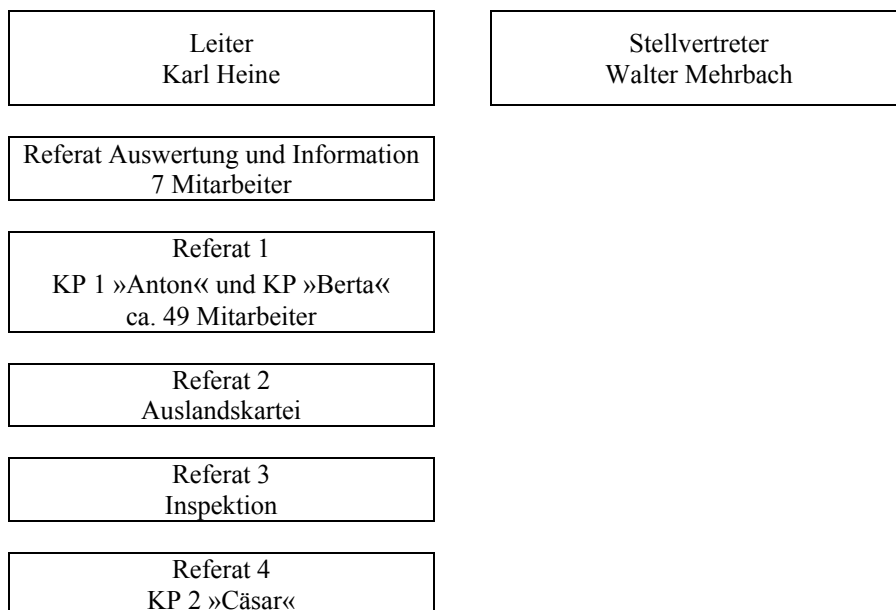 Leiter
Karl Heine
Stellvertreter
Walter Mehrbach
Referat Auswertung und Information
7 Mitarbeiter
Referat 1
KP 1 »Anton« und KP »Berta«
ca. 49 Mitarbeiter
Referat 2
Auslandskartei
Referat 3
Inspektion
Referat 4
KP 2 »Cäsar«